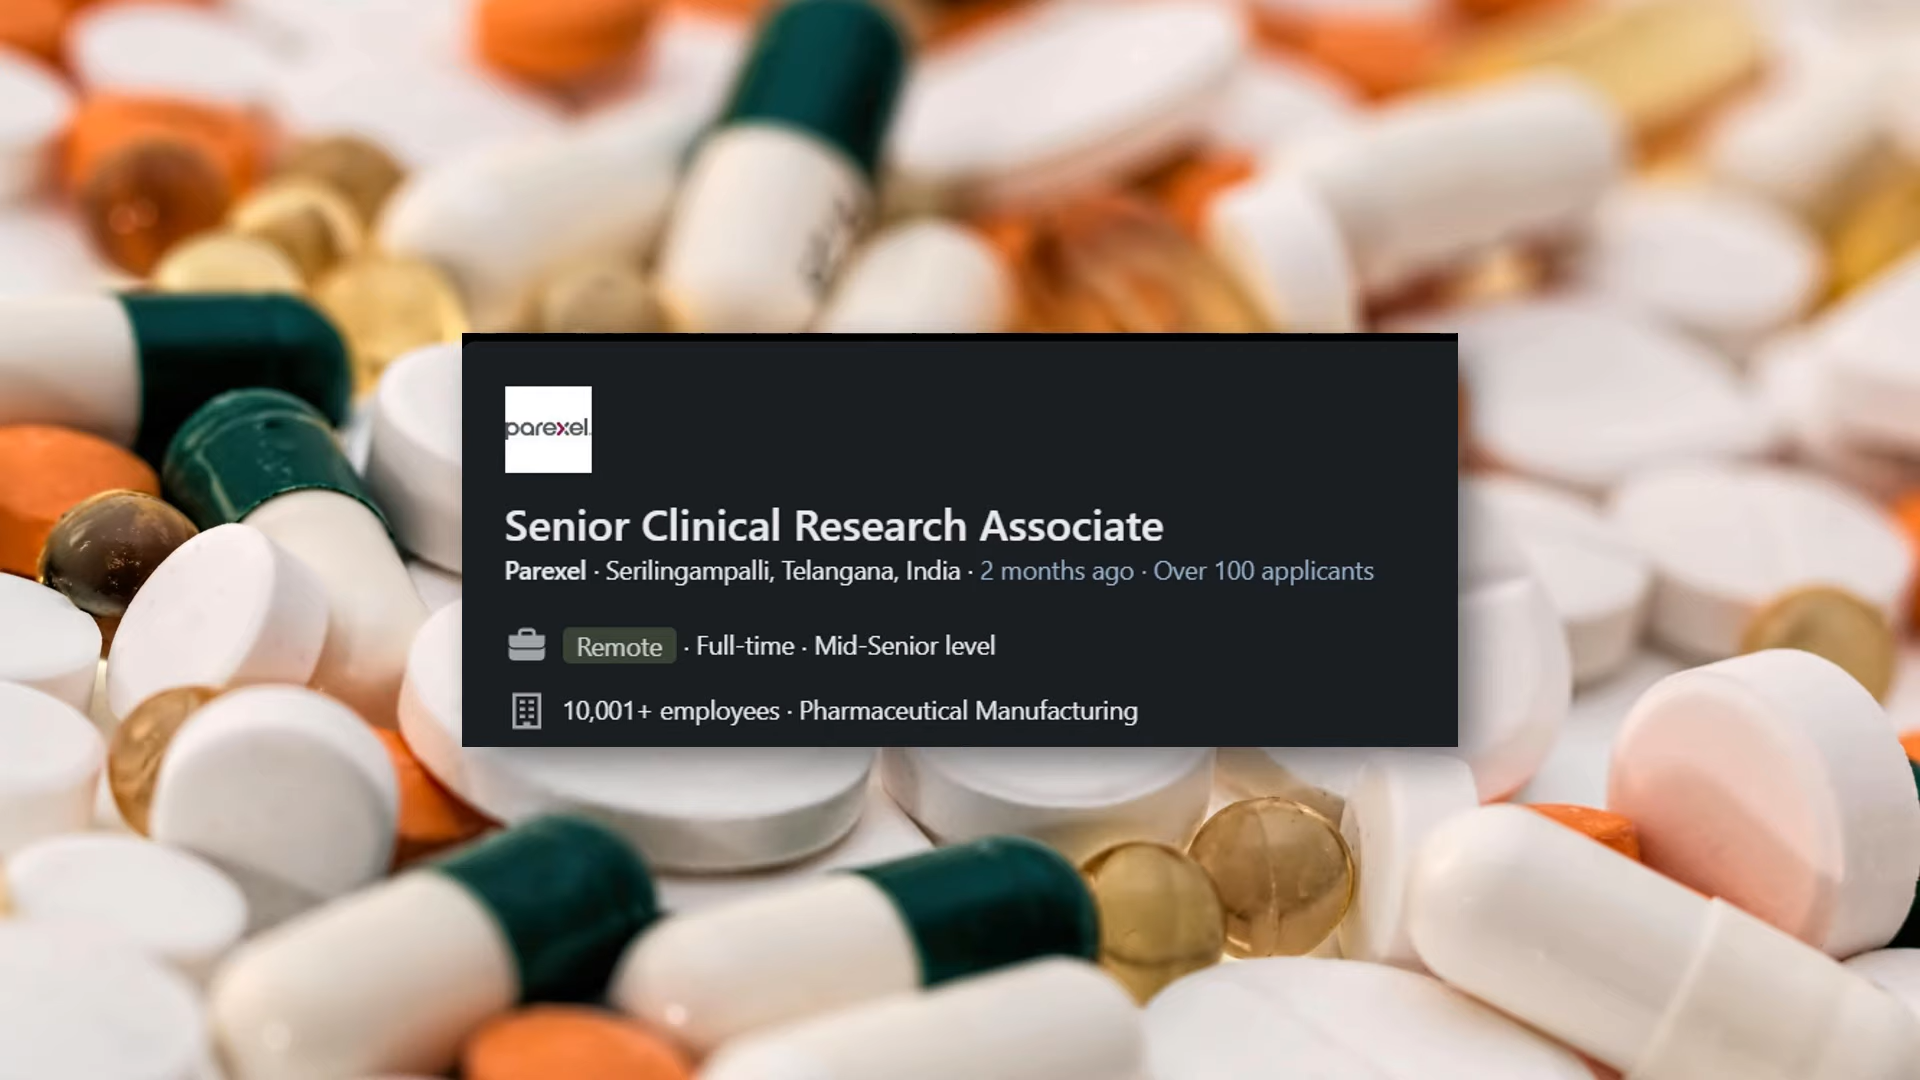 parexel.
Senior Clinical Research Associate
Parexel · Serilingampalli, Telangana, India · 2 months ago · Over 100 applicants
Remote · Full-time · Mid-Senior level
10,001+ employees · Pharmaceutical Manufacturing